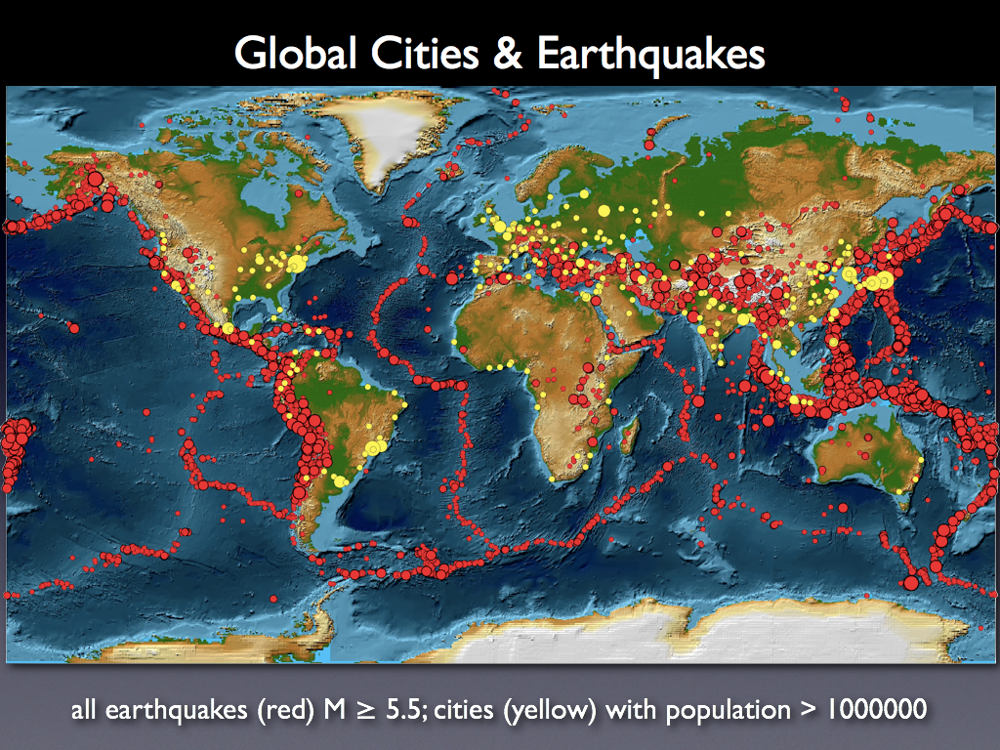 Global Cities & Earthquakes
all earthquakes (red) M ≥ 5.5; cities (yellow) with population > 1000000